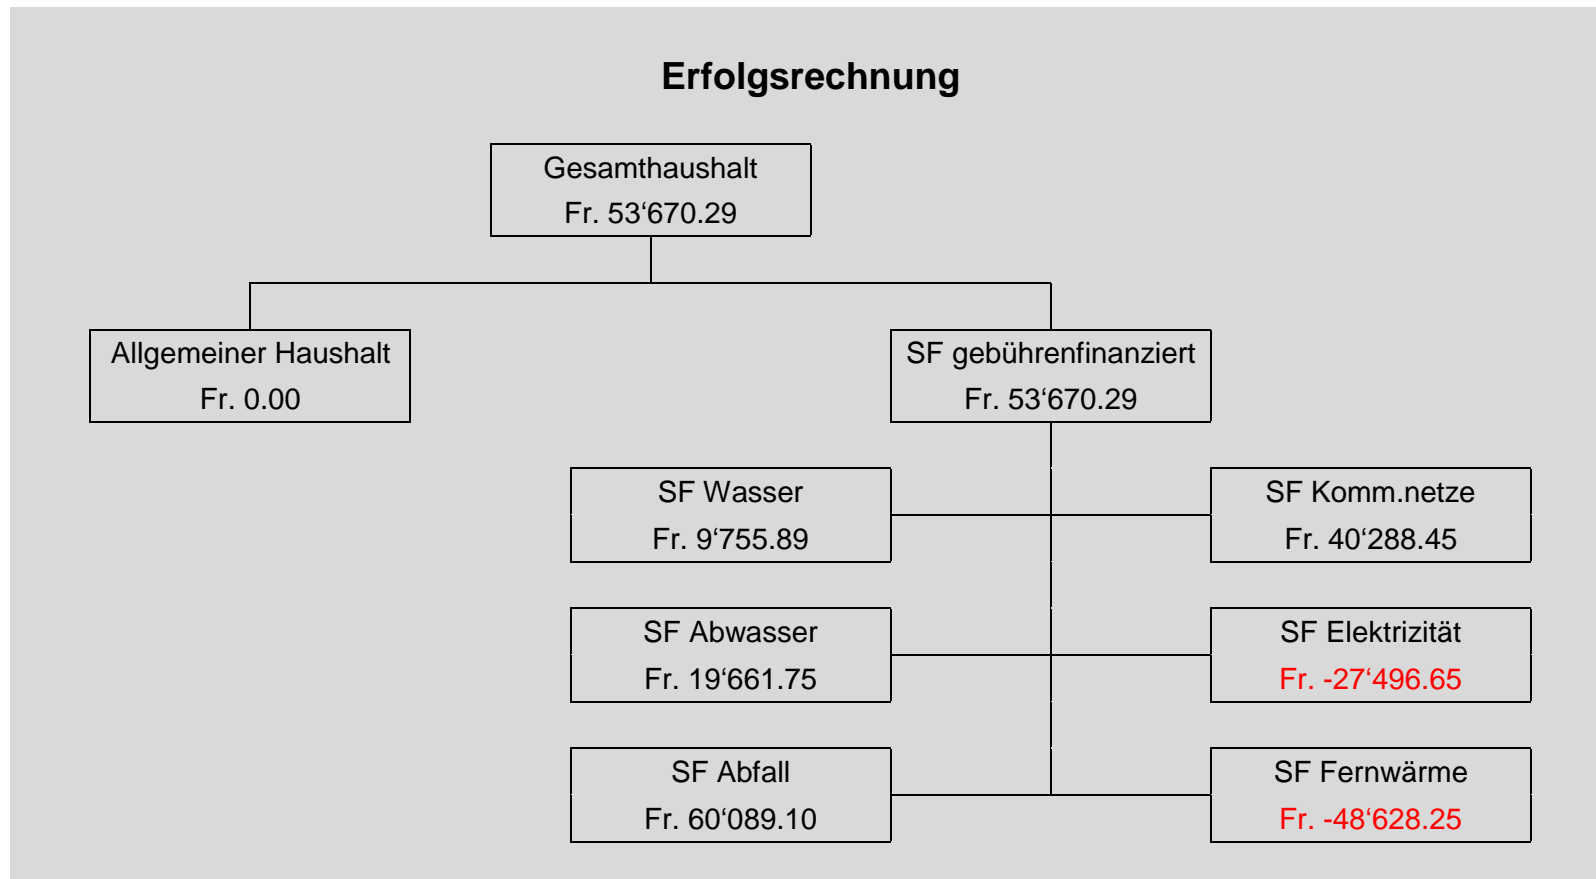 Erfolgsrechnung
Gesamthaushalt
Fr. 53‘670.29
Allgemeiner Haushalt
Fr. 0.00
SF gebührenfinanziert
Fr. 53‘670.29
SF Wasser
Fr. 9‘755.89
SF Komm.netze
Fr. 40‘288.45
SF Abwasser
Fr. 19‘661.75
SF Elektrizität
Fr. -27‘496.65
SF Abfall
Fr. 60‘089.10
SF Fernwärme
Fr. -48‘628.25